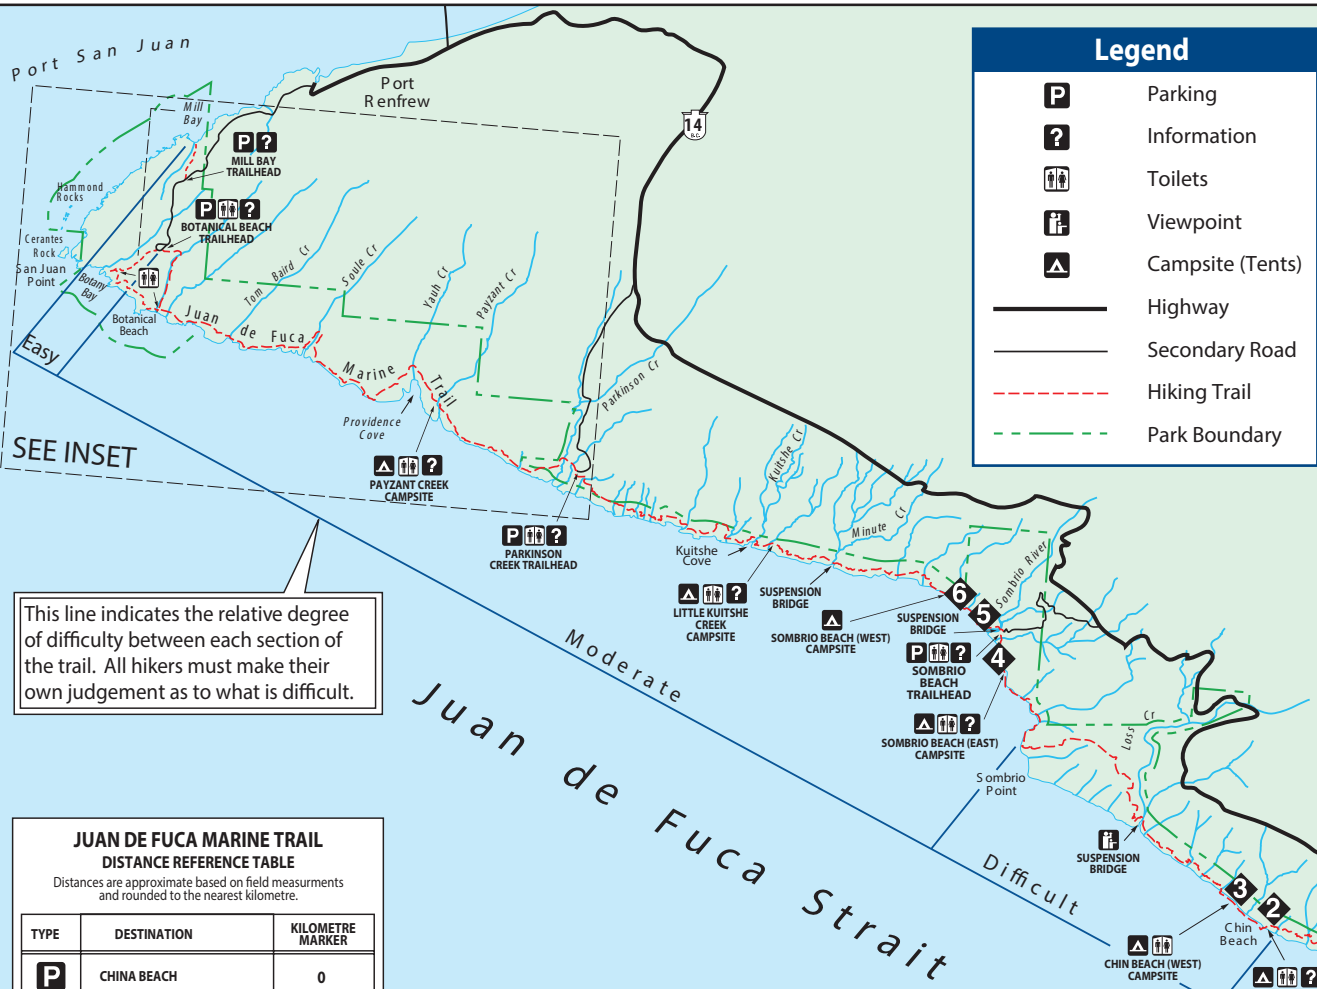 Port San Juan
Port
Renfrew
14
B.C.
Mill
Bay
P ?
MILL BAY
TRAILHEAD
Hammond
Rocks
P ?
BOTANICAL BEACH
TRAILHEAD
Cerantes
Rock
San Juan
Point
Botany
Bay
Botanical
Beach
Tom Baird Cr
Soule Cr
Yauh Cr
Payzant Cr
Juan de Fuca Marine Trail
Easy
Providence
Cove
SEE INSET
?
PAYZANT CREEK
CAMPSITE
Parkinson Cr
P ?
PARKINSON
CREEK TRAILHEAD
Kuitshe Cr
Kuitshe
Cove
Minute Cr
?
LITTLE KUITSHE
CREEK
CAMPSITE
SUSPENSION
BRIDGE
SOMBRIO BEACH (WEST)
CAMPSITE
6
5
4
Sombrio River
SUSPENSION
BRIDGE
P ?
SOMBRIO
BEACH
TRAILHEAD
?
SOMBRIO BEACH (EAST)
CAMPSITE
Sombrio
Point
Loss Cr
SUSPENSION
BRIDGE
3
2
Chin
Beach
CHIN BEACH (WEST)
CAMPSITE
?
Moderate
Difficult
Juan de Fuca Strait
This line indicates the relative degree
of difficulty between each section of
the trail. All hikers must make their
own judgement as to what is difficult.
Legend
P Parking
? Information
Toilets
Viewpoint
Campsite (Tents)
Highway
Secondary Road
Hiking Trail
Park Boundary
JUAN DE FUCA MARINE TRAIL
DISTANCE REFERENCE TABLE
Distances are approximate based on field measurments
and rounded to the nearest kilometre.
TYPE DESTINATION KILOMETRE
MARKER
P CHINA BEACH 0